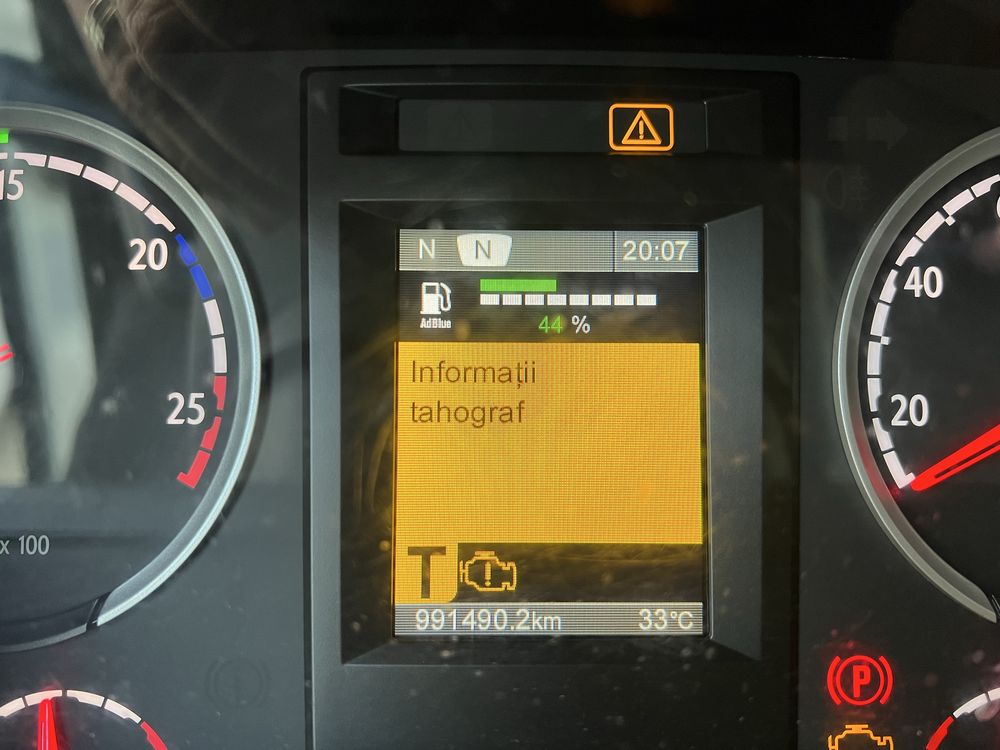 15
20
25
x 100
N N 20:07
AdBlue
44 %
Informații
tahograf
T
991490.2km 33°C
40
20
P